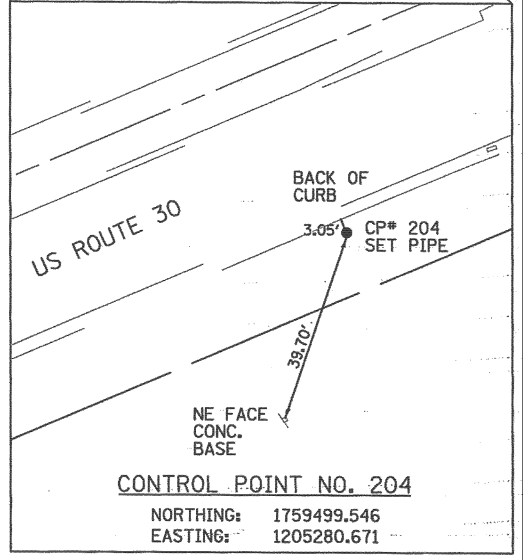 BACK OF
CURB
3.05'
CP# 204
SET PIPE
US ROUTE 30
39.70'
NE FACE
CONC.
BASE
CONTROL POINT NO. 204
NORTHING: 1759499.546
EASTING: 1205280.671